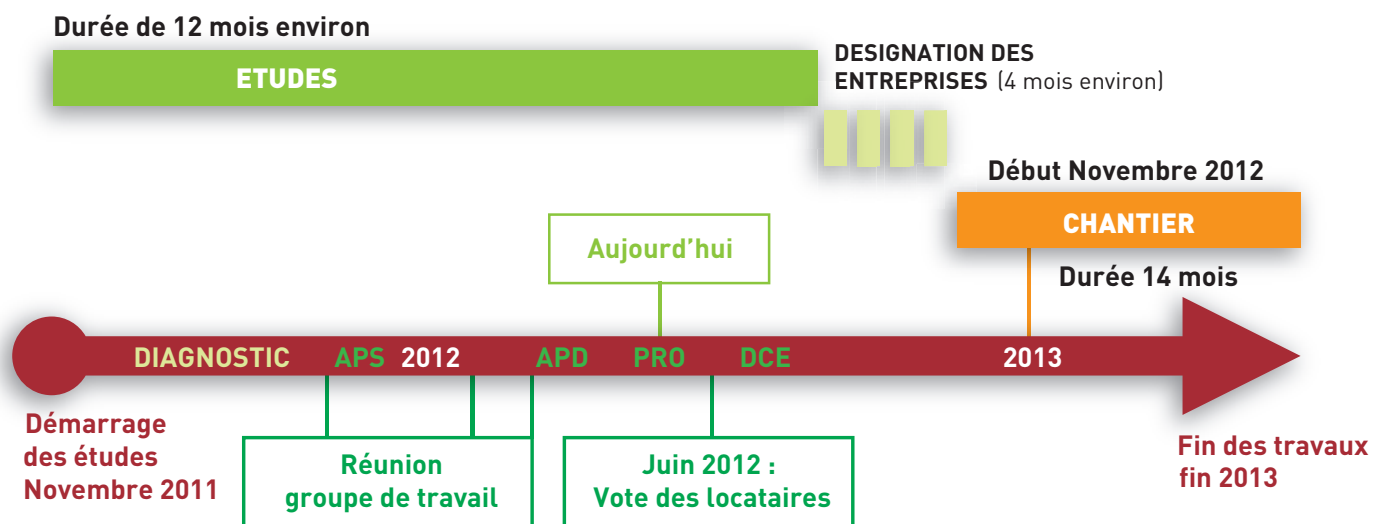 Durée de 12 mois environ
ETUDES
DESIGNATION DES
ENTREPRISES (4 mois environ)
Début Novembre 2012
CHANTIER
Durée 14 mois
Aujourd'hui
DIAGNOSTIC APS 2012 APD PRO DCE 2013
Démarrage
des études
Novembre 2011
Réunion
groupe de travail
Juin 2012 :
Vote des locataires
Fin des travaux
fin 2013